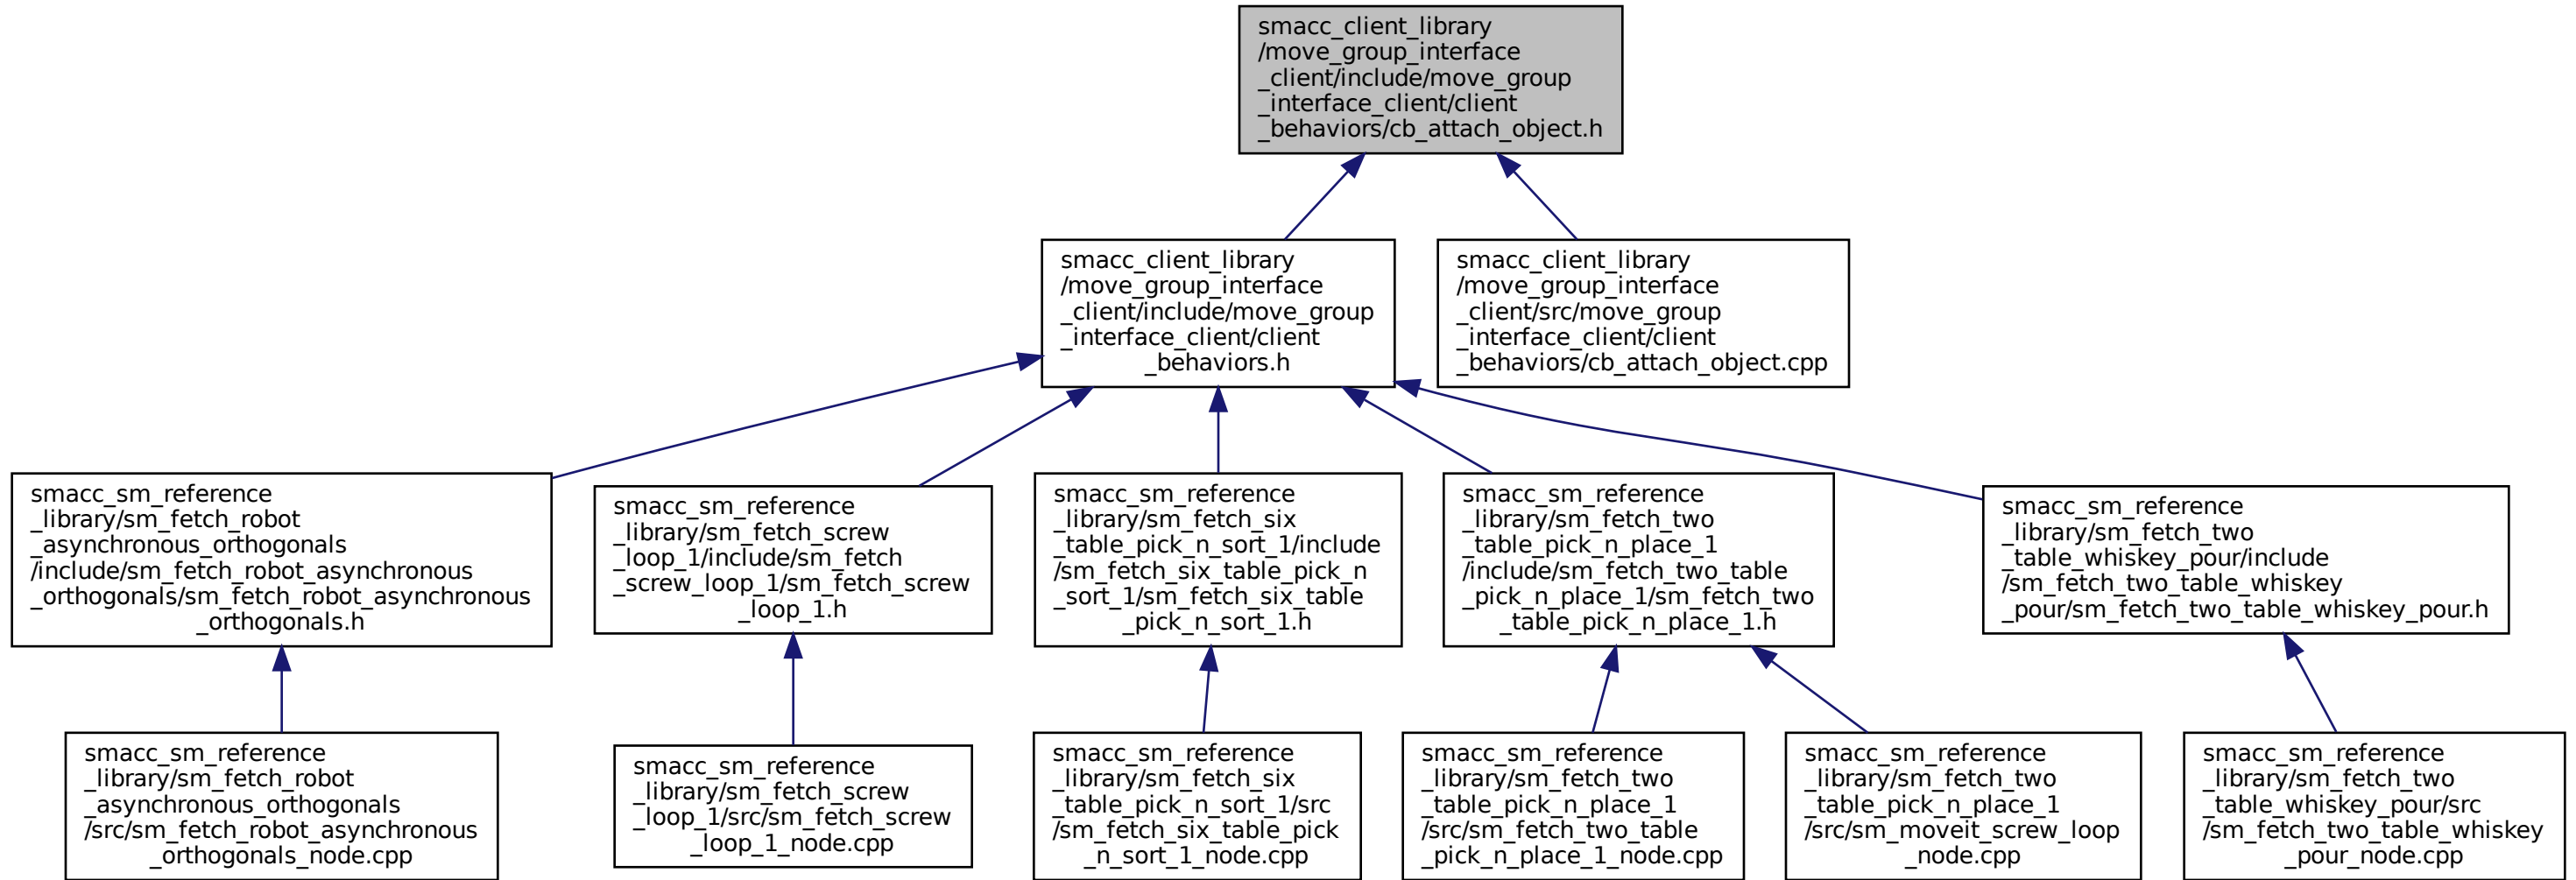 smacc_client_library
/move_group_interface
_client/include/move_group
_interface_client/client
_behaviors/cb_attach_object.h
smacc_client_library
/move_group_interface
_client/include/move_group
_interface_client/client
_behaviors.h
smacc_client_library
/move_group_interface
_client/src/move_group
_interface_client/client
_behaviors/cb_attach_object.cpp
smacc_sm_reference
_library/sm_fetch_robot
_asynchronous_orthogonals
/include/sm_fetch_robot_asynchronous
_orthogonals/sm_fetch_robot_asynchronous
_orthogonals.h
smacc_sm_reference
_library/sm_fetch_screw
_loop_1/include/sm_fetch
_screw_loop_1/sm_fetch_screw
_loop_1.h
smacc_sm_reference
_library/sm_fetch_six
_table_pick_n_sort_1/include
/sm_fetch_six_table_pick_n
_sort_1/sm_fetch_six_table
_pick_n_sort_1.h
smacc_sm_reference
_library/sm_fetch_two
_table_pick_n_place_1
/include/sm_fetch_two_table
_pick_n_place_1/sm_fetch_two
_table_pick_n_place_1.h
smacc_sm_reference
_library/sm_fetch_two
_table_whiskey_pour/include
/sm_fetch_two_table_whiskey
_pour/sm_fetch_two_table_whiskey_pour.h
smacc_sm_reference
_library/sm_fetch_robot
_asynchronous_orthogonals
/src/sm_fetch_robot_asynchronous
_orthogonals_node.cpp
smacc_sm_reference
_library/sm_fetch_screw
_loop_1/src/sm_fetch_screw
_loop_1_node.cpp
smacc_sm_reference
_library/sm_fetch_six
_table_pick_n_sort_1/src
/sm_fetch_six_table_pick
_n_sort_1_node.cpp
smacc_sm_reference
_library/sm_fetch_two
_table_pick_n_place_1
/src/sm_fetch_two_table
_pick_n_place_1_node.cpp
smacc_sm_reference
_library/sm_fetch_two
_table_pick_n_place_1
/src/sm_moveit_screw_loop
_node.cpp
smacc_sm_reference
_library/sm_fetch_two
_table_whiskey_pour/src
/sm_fetch_two_table_whiskey
_pour_node.cpp